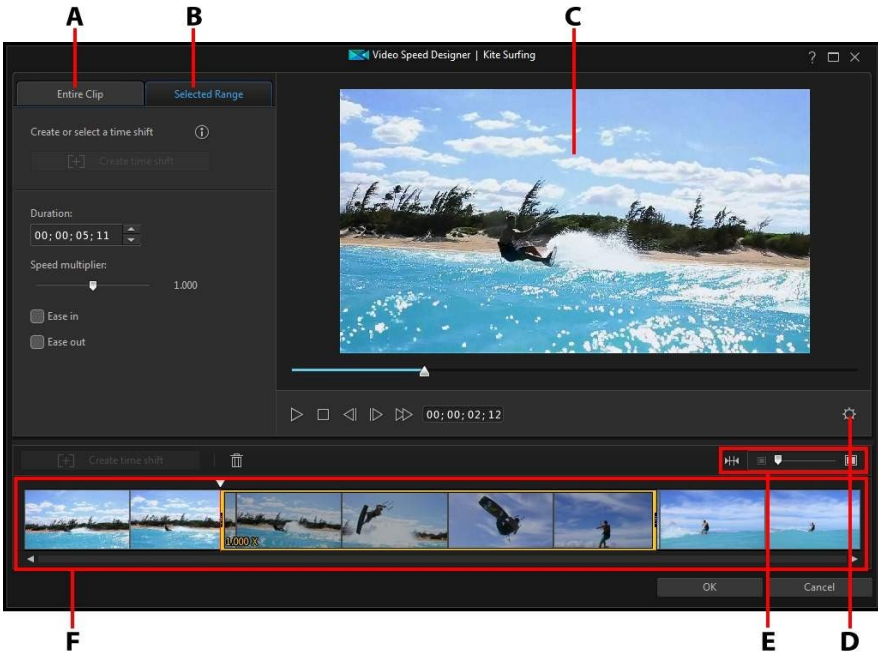 A B C
Video Speed Designer | Kite Surfing
Entire Clip Selected Range
Create or select a time shift
[+] Create time shift
Duration:
00;00;05;11
Speed multiplier:
1.000
Ease in
Ease out
00;00;02;12
[+] Create time shift
1.000 X
OK Cancel
F E D